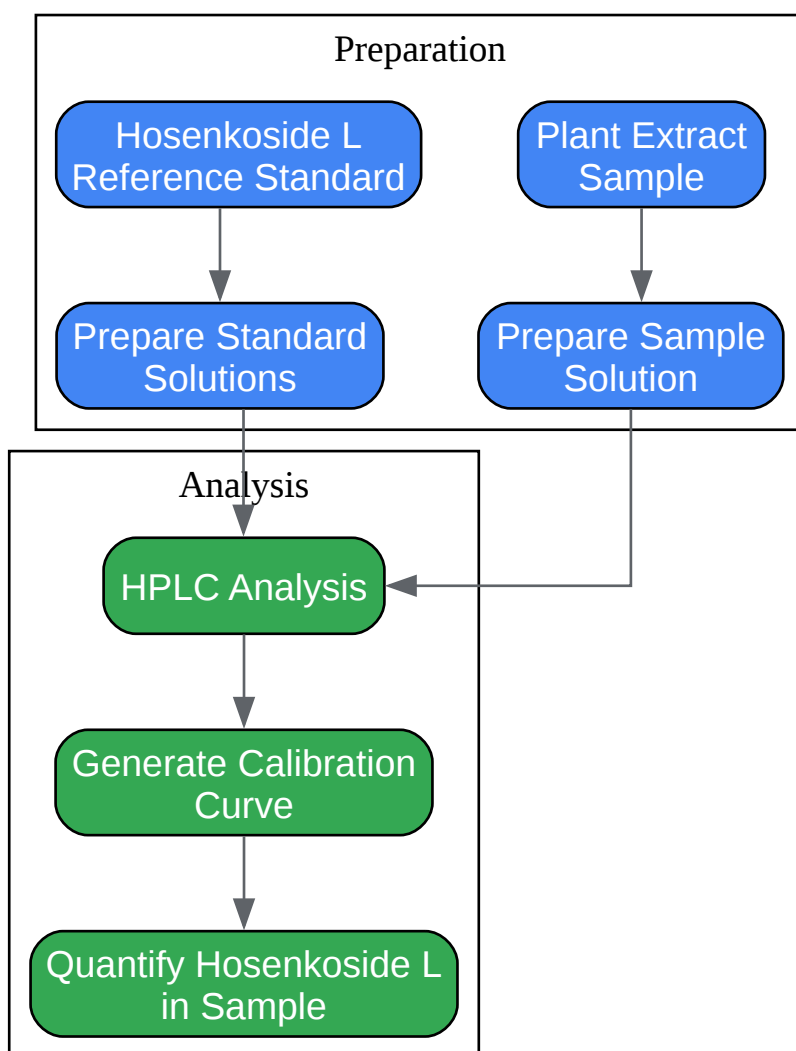 Preparation
Hosenkoside L
Reference Standard
Plant Extract
Sample
Prepare Standard
Solutions
Prepare Sample
Solution
Analysis
HPLC Analysis
Generate Calibration
Curve
Quantify Hosenkoside L
in Sample